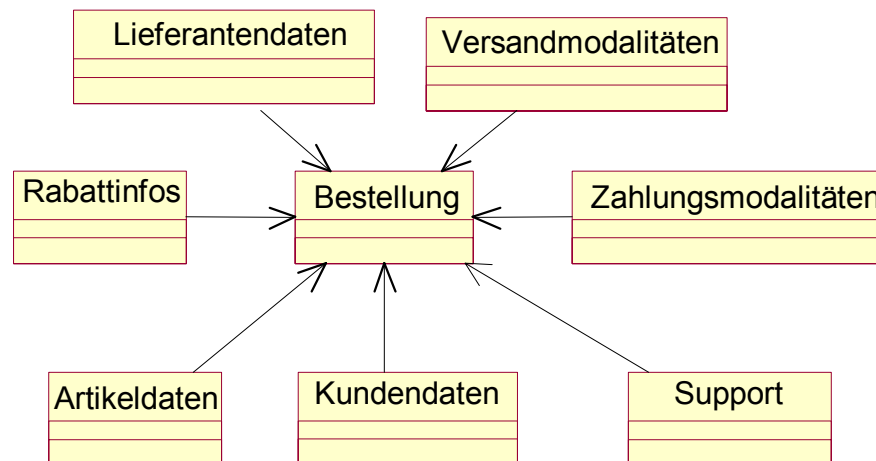 Lieferantendaten
Versandmodalitäten
Rabattinfos
Bestellung
Zahlungsmodalitäten
Artikeldaten
Kundendaten
Support